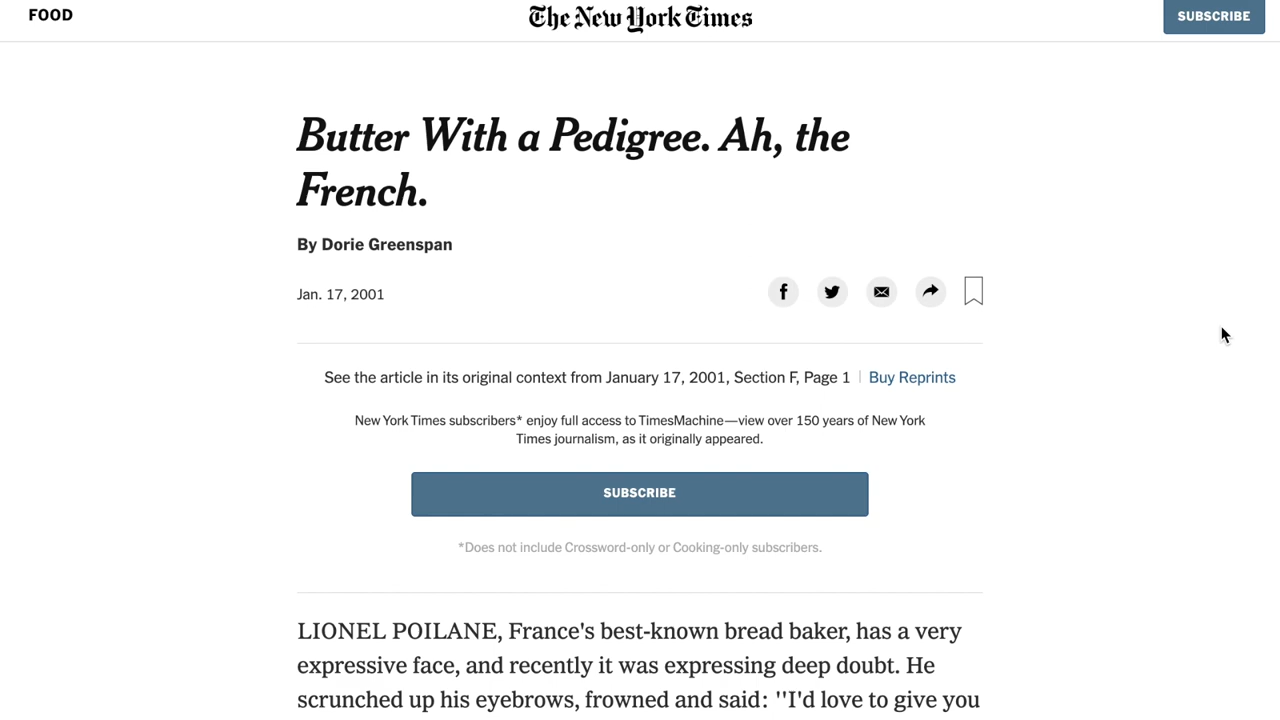 FOOD
The New York Times
SUBSCRIBE
Butter With a Pedigree. Ah, the
French.
By Dorie Greenspan
Jan. 17, 2001
See the article in its original context from January 17, 2001, Section F, Page 1 | Buy Reprints
New York Times subscribers* enjoy full access to TimesMachine—view over 150 years of New York
Times journalism, as it originally appeared.
SUBSCRIBE
*Does not include Crossword-only or Cooking-only subscribers.
LIONEL POILANE, France's best-known bread baker, has a very
expressive face, and recently it was expressing deep doubt. He
scrunched up his eyebrows, frowned and said: ''I'd love to give you